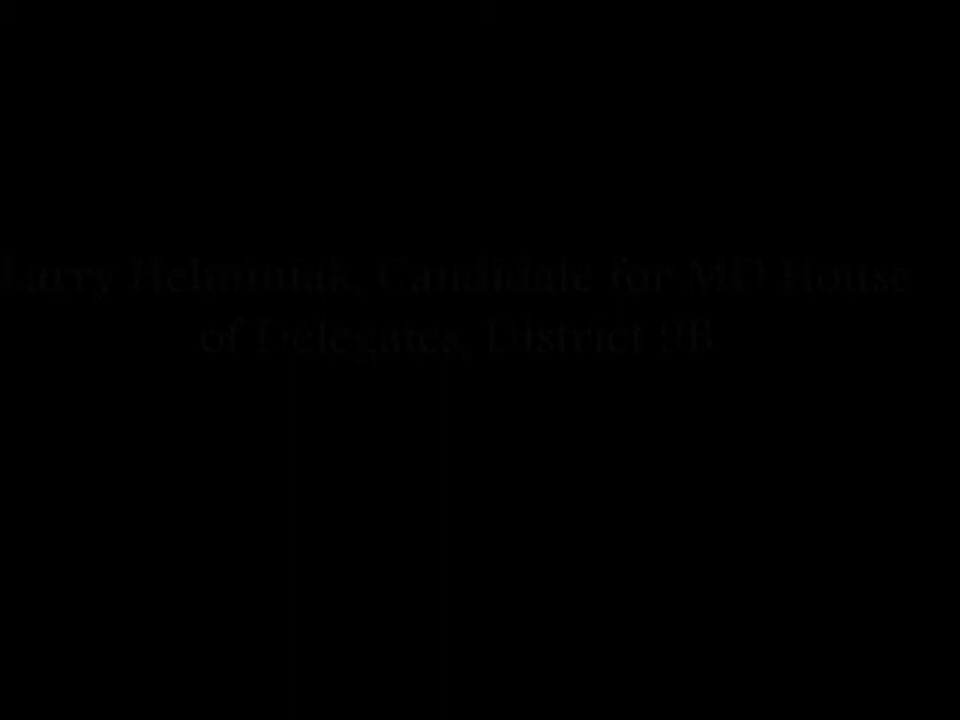 Larry Helminiak, Candidate for MD House
of Delegates, District 9B